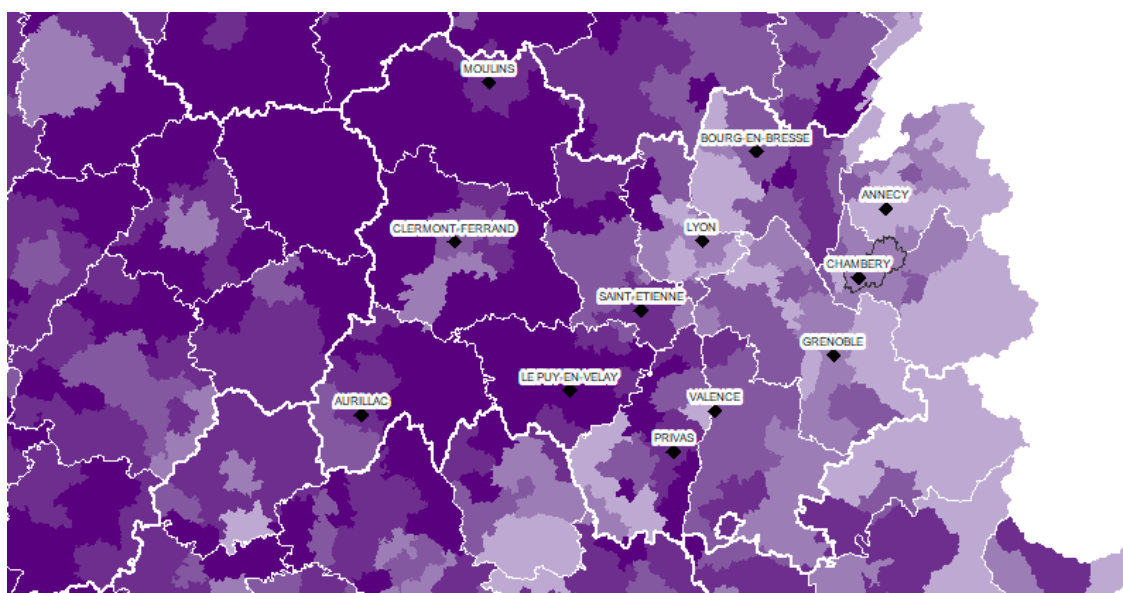 MOULINS
BOURG-EN-BRESSE
ANNECY
CLERMONT-FERRAND
LYON
CHAMBERY
SAINT-ETIENNE
GRENOBLE
LE PUY-EN-VELAY
AURILLAC
VALENCE
PRIVAS